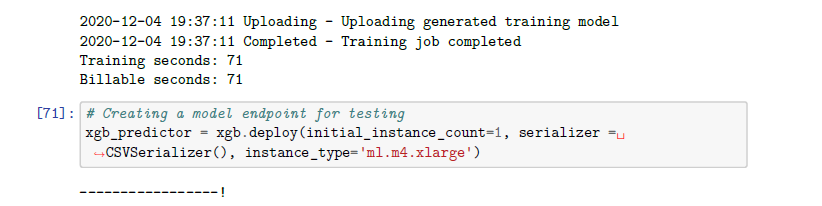 2020-12-04 19:37:11 Uploading - Uploading generated training model
2020-12-04 19:37:11 Completed - Training job completed
Training seconds: 71
Billable seconds: 71
[71]: # Creating a model endpoint for testing
xgb_predictor = xgb.deploy(initial_instance_count=1, serializer =␣
↪CSVSerializer(), instance_type='ml.m4.xlarge')
-----------------!